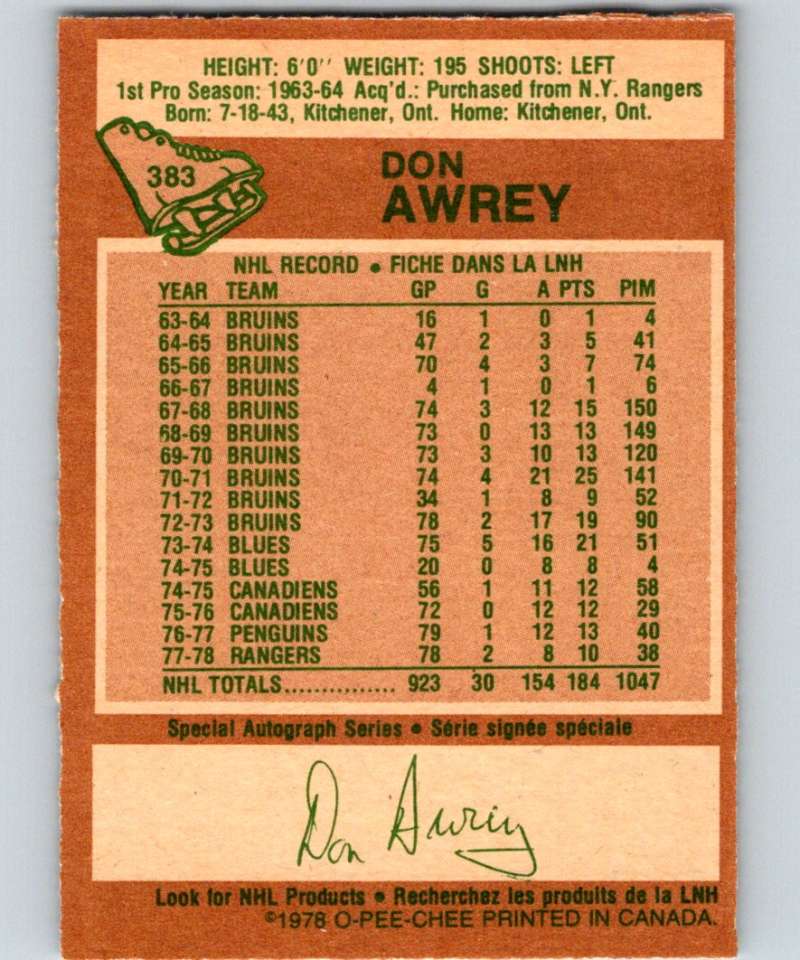 HEIGHT: 6'0'' WEIGHT: 195 SHOOTS: LEFT
1st Pro Season: 1963-64 Acq'd.: Purchased from N.Y. Rangers
Born: 7-18-43, Kitchener, Ont. Home: Kitchener, Ont.
383
DON
AWREY
NHL RECORD • FICHE DANS LA LNH
YEAR TEAM GP G A PTS PIM
63-64 BRUINS 16 1 0 1 4
64-65 BRUINS 47 2 3 5 41
65-66 BRUINS 70 4 3 7 74
66-67 BRUINS 4 1 0 1 6
67-68 BRUINS 74 3 12 15 150
68-69 BRUINS 73 0 13 13 149
69-70 BRUINS 73 3 10 13 120
70-71 BRUINS 74 4 21 25 141
71-72 BRUINS 34 1 8 9 52
72-73 BRUINS 78 2 17 19 90
73-74 BLUES 75 5 16 21 51
74-75 BLUES 20 0 8 8 4
74-75 CANADIENS 56 1 11 12 58
75-76 CANADIENS 72 0 12 12 29
76-77 PENGUINS 79 1 12 13 40
77-78 RANGERS 78 2 8 10 38
NHL TOTALS............... 923 30 154 184 1047
Special Autograph Series • Série signée spéciale
Don Awrey
Look for NHL Products • Recherchez les produits de la LNH
©1978 O-PEE-CHEE PRINTED IN CANADA.